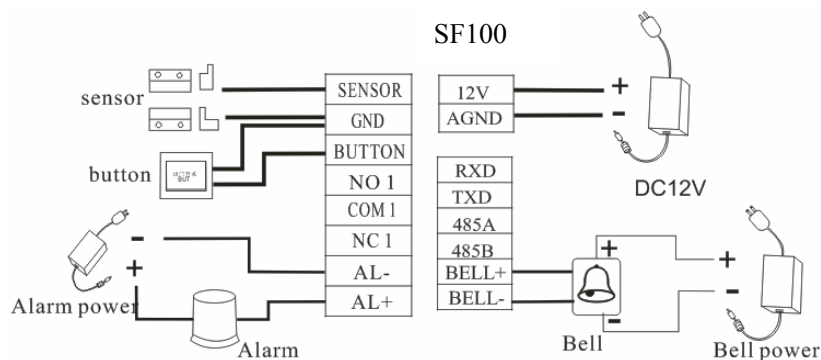 SF100
sensor
button
BUT
Alarm power
-
+
Alarm
SENSOR
GND
BUTTON
NO 1
COM 1
NC 1
AL-
AL+
12V
AGND
+
-
DC12V
RXD
TXD
485A
485B
BELL+
BELL-
+
-
Bell
+
-
Bell power